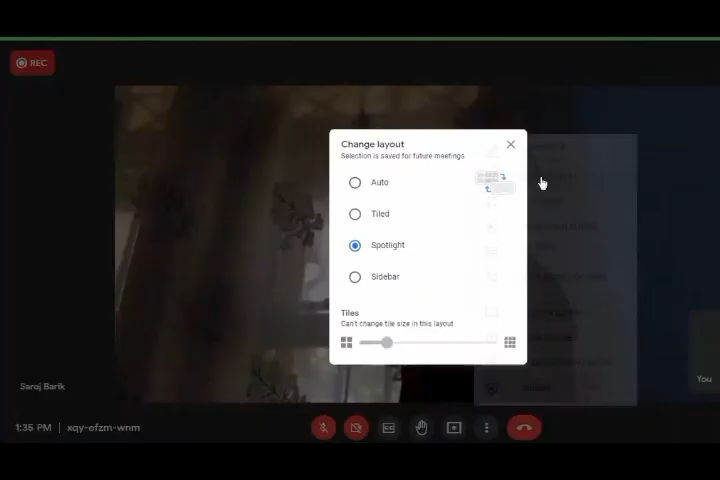 REC
Change layout
Selection is saved for future meetings
Auto
Tiled
Spotlight
Sidebar
Tiles
Can't change tile size in this layout
Saroj Barik
You
1:35 PM | xqy-efzm-wnm